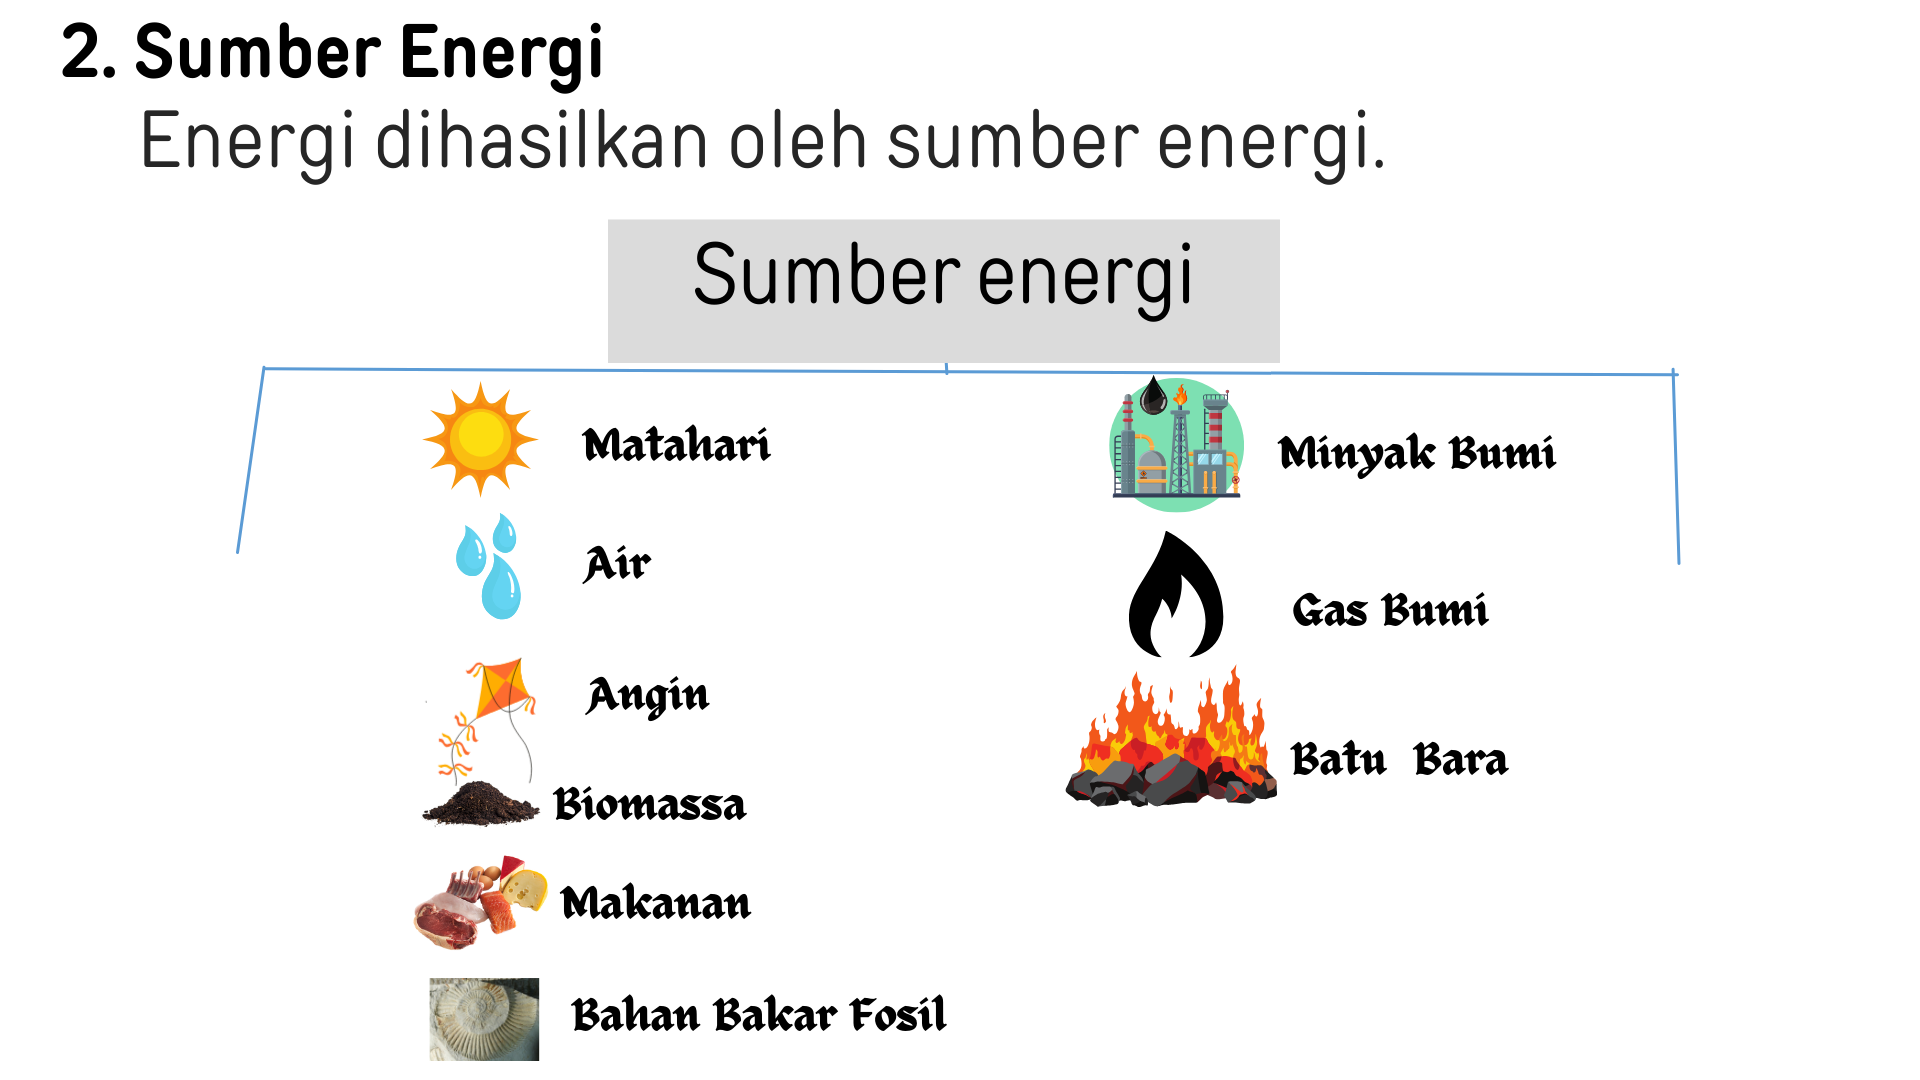 2. Sumber Energi
Energi dihasilkan oleh sumber energi.
Sumber energi
Matahari
Air
Angin
Biomassa
Makanan
Bahan Bakar Fosil
Minyak Bumi
Gas Bumi
Batu Bara